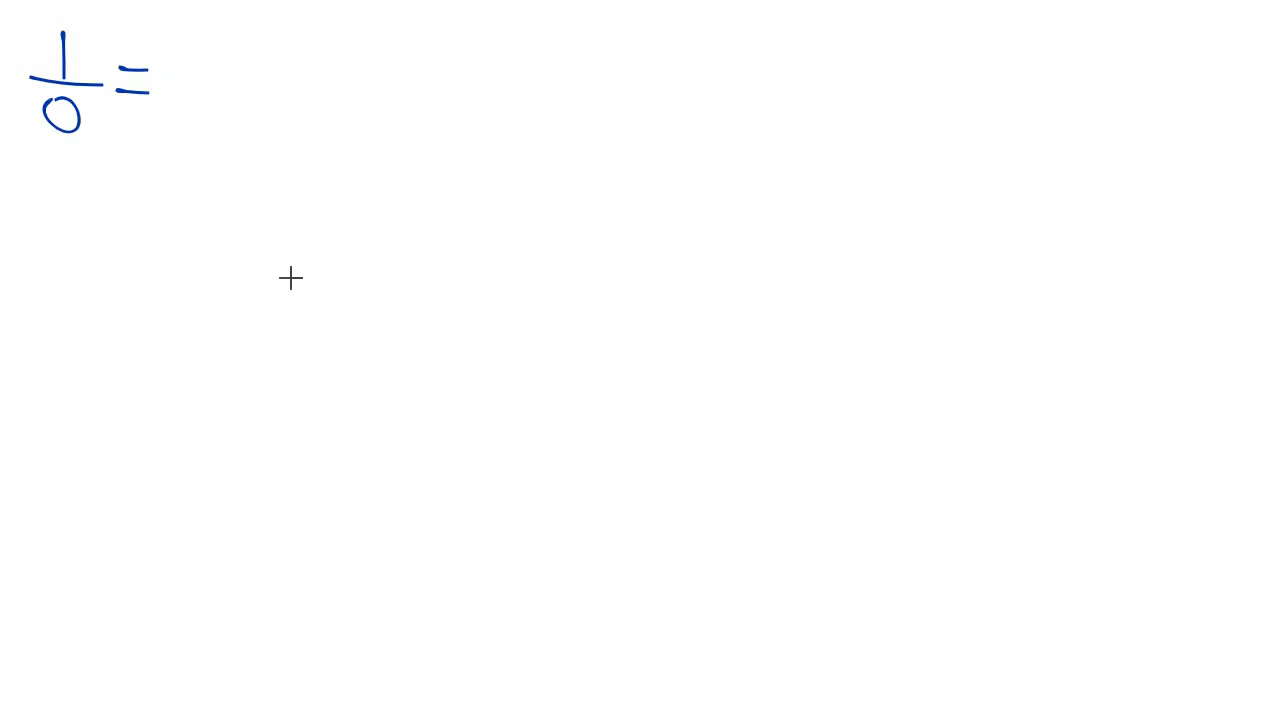 1/0 =